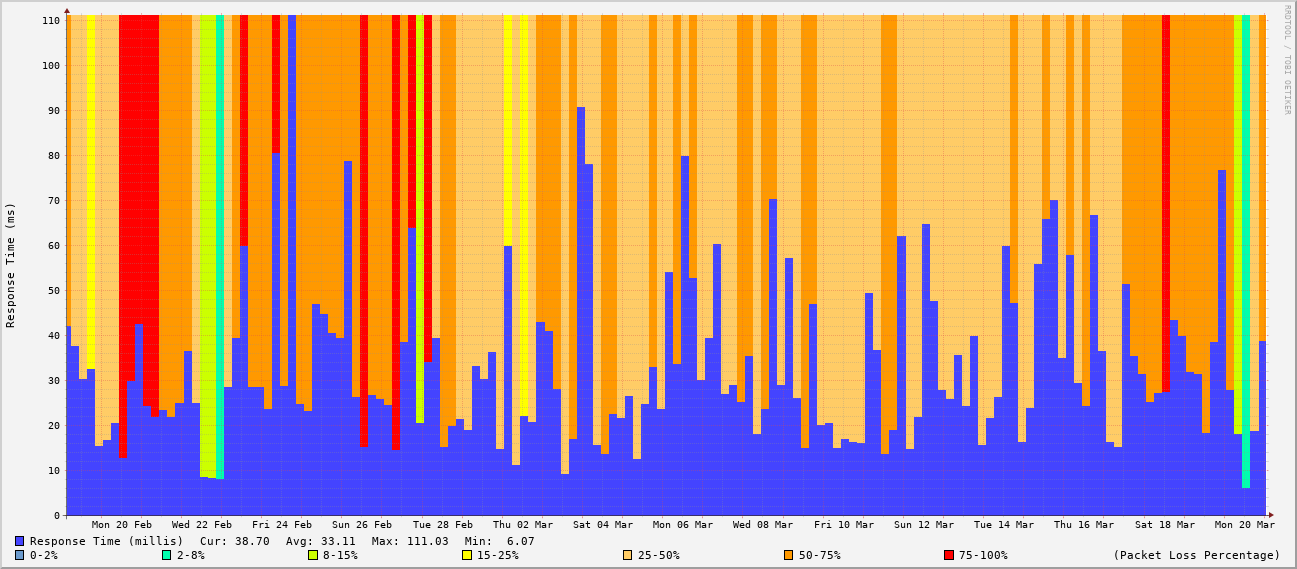 RRDTOOL / TOBI OETIKER
110
100
90
80
70
60
50
40
30
20
10
0
Response Time (ms)
Mon 20 Feb Wed 22 Feb Fri 24 Feb Sun 26 Feb Tue 28 Feb Thu 02 Mar Sat 04 Mar Mon 06 Mar Wed 08 Mar Fri 10 Mar Sun 12 Mar Tue 14 Mar Thu 16 Mar Sat 18 Mar Mon 20 Mar
Response Time (millis) Cur: 38.70 Avg: 33.11 Max: 111.03 Min: 6.07
0-2% 2-8% 8-15% 15-25% 25-50% 50-75% 75-100% (Packet Loss Percentage)